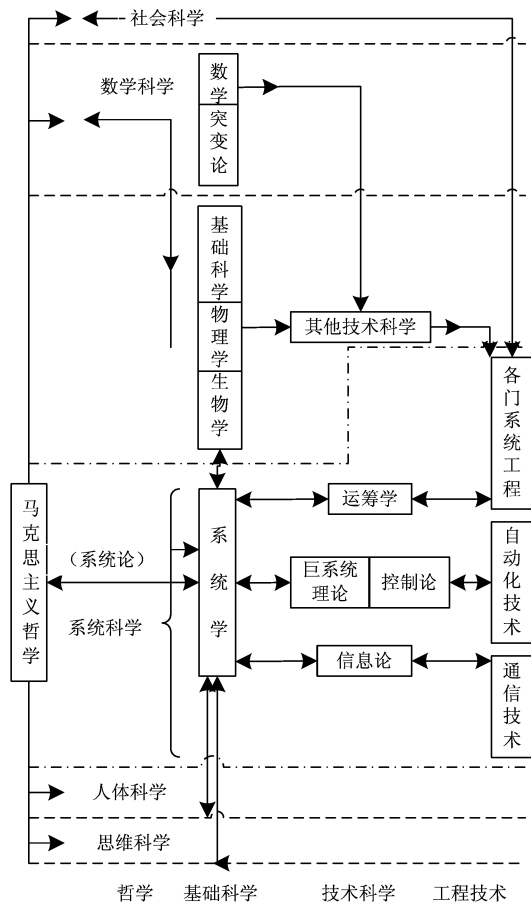 社会科学
数学科学
数学
突变论
基础科学
物理学
生物学
其他技术科学
各门系统工程
马克思主义哲学
(系统论)
系统科学
系统学
运筹学
巨系统理论
控制论
自动化技术
信息论
通信技术
人体科学
思维科学
哲学 基础科学 技术科学 工程技术